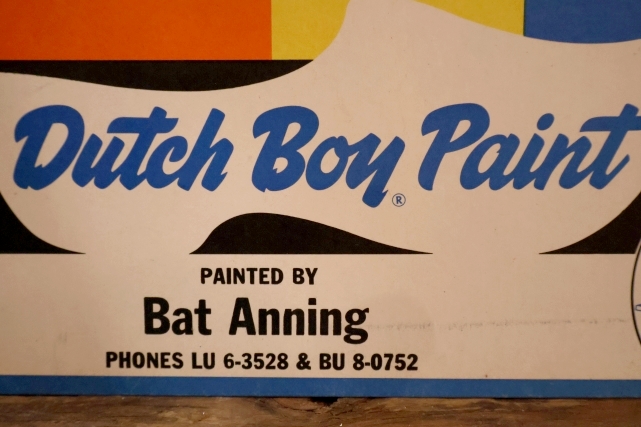 Dutch Boy Paint
®
PAINTED BY
Bat Anning
PHONES LU 6-3528 & BU 8-0752